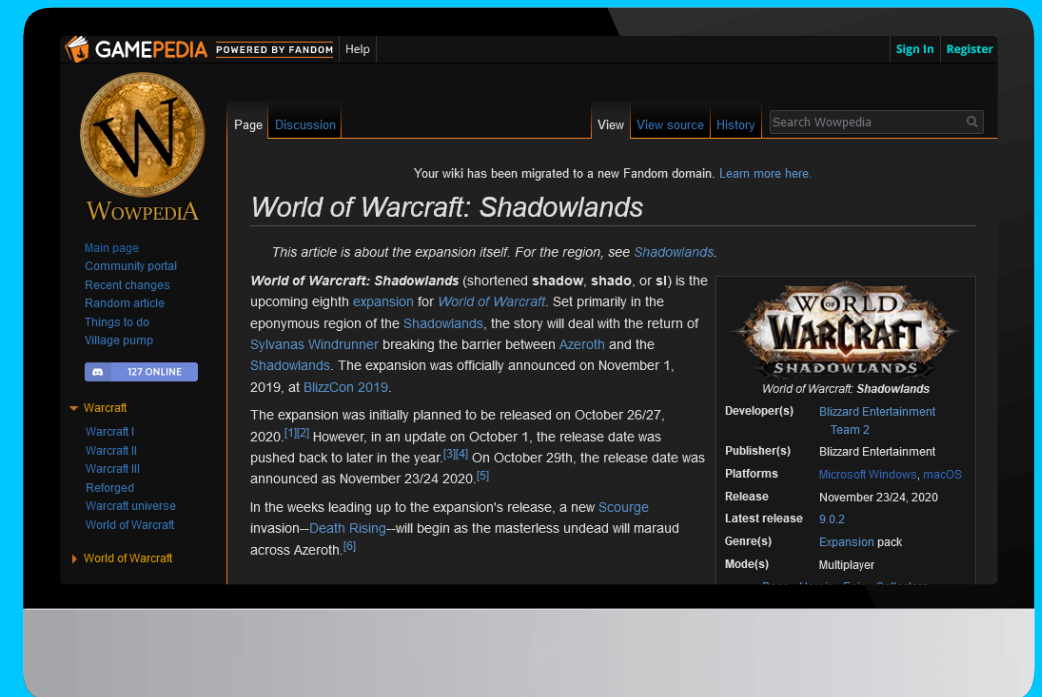 GAMEPEDIA POWERED BY FANDOM Help Sign In Register
W
WOWPEDIA
Page Discussion View View source History Search Wowpedia
Your wiki has been migrated to a new Fandom domain. Learn more here.
World of Warcraft: Shadowlands
This article is about the expansion itself. For the region, see Shadowlands.
Main page
Community portal
Recent changes
Random article
Things to do
Village pump
127 ONLINE
Warcraft
Warcraft I
Warcraft II
Warcraft III
Reforged
Warcraft universe
World of Warcraft
World of Warcraft
World of Warcraft: Shadowlands (shortened shadow, shado, or sl) is the
upcoming eighth expansion for World of Warcraft. Set primarily in the
eponymous region of the Shadowlands, the story will deal with the return of
Sylvanas Windrunner breaking the barrier between Azeroth and the
Shadowlands. The expansion was officially announced on November 1,
2019, at BlizzCon 2019.
The expansion was initially planned to be released on October 26/27,
2020.[1][2] However, in an update on October 1, the release date was
pushed back to later in the year.[3][4] On October 29th, the release date was
announced as November 23/24 2020.[5]
In the weeks leading up to the expansion's release, a new Scourge
invasion--Death Rising--will begin as the masterless undead will maraud
across Azeroth.[6]
WORLD
OF
WARCRAFT
SHADOWLANDS
World of Warcraft: Shadowlands
Developer(s) Blizzard Entertainment
Team 2
Publisher(s) Blizzard Entertainment
Platforms Microsoft Windows, macOS
Release November 23/24, 2020
Latest release 9.0.2
Genre(s) Expansion pack
Mode(s) Multiplayer